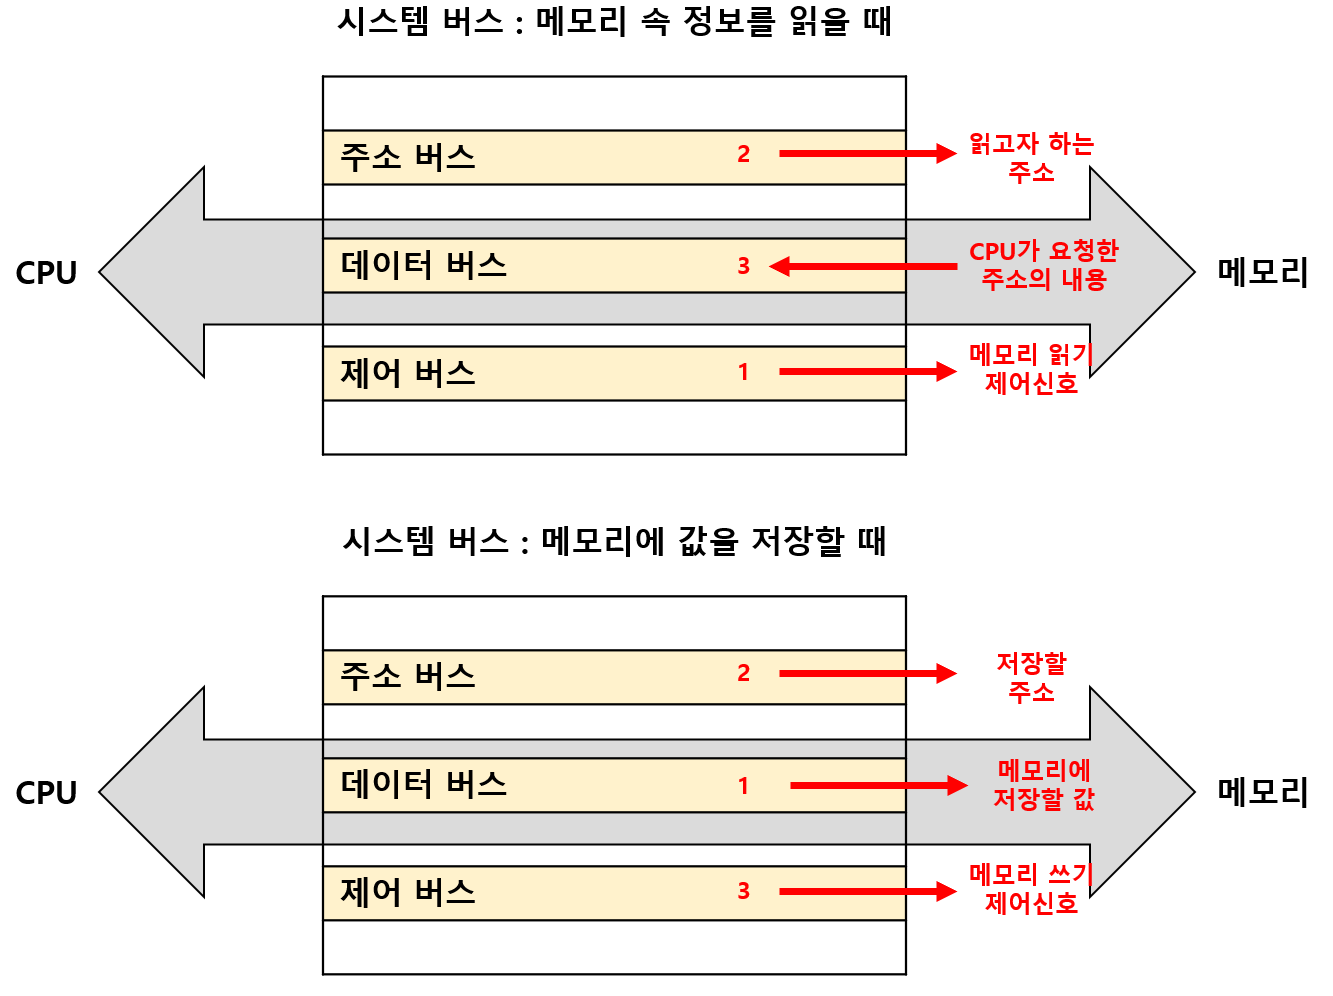 시스템 버스 : 메모리 속 정보를 읽을 때
주소 버스
2
읽고자 하는
주소
CPU
데이터 버스
3
CPU가 요청한
주소의 내용
메모리
제어 버스
1
메모리 읽기
제어신호
시스템 버스 : 메모리에 값을 저장할 때
주소 버스
2
저장할
주소
CPU
데이터 버스
1
메모리에
저장할 값
메모리
제어 버스
3
메모리 쓰기
제어신호